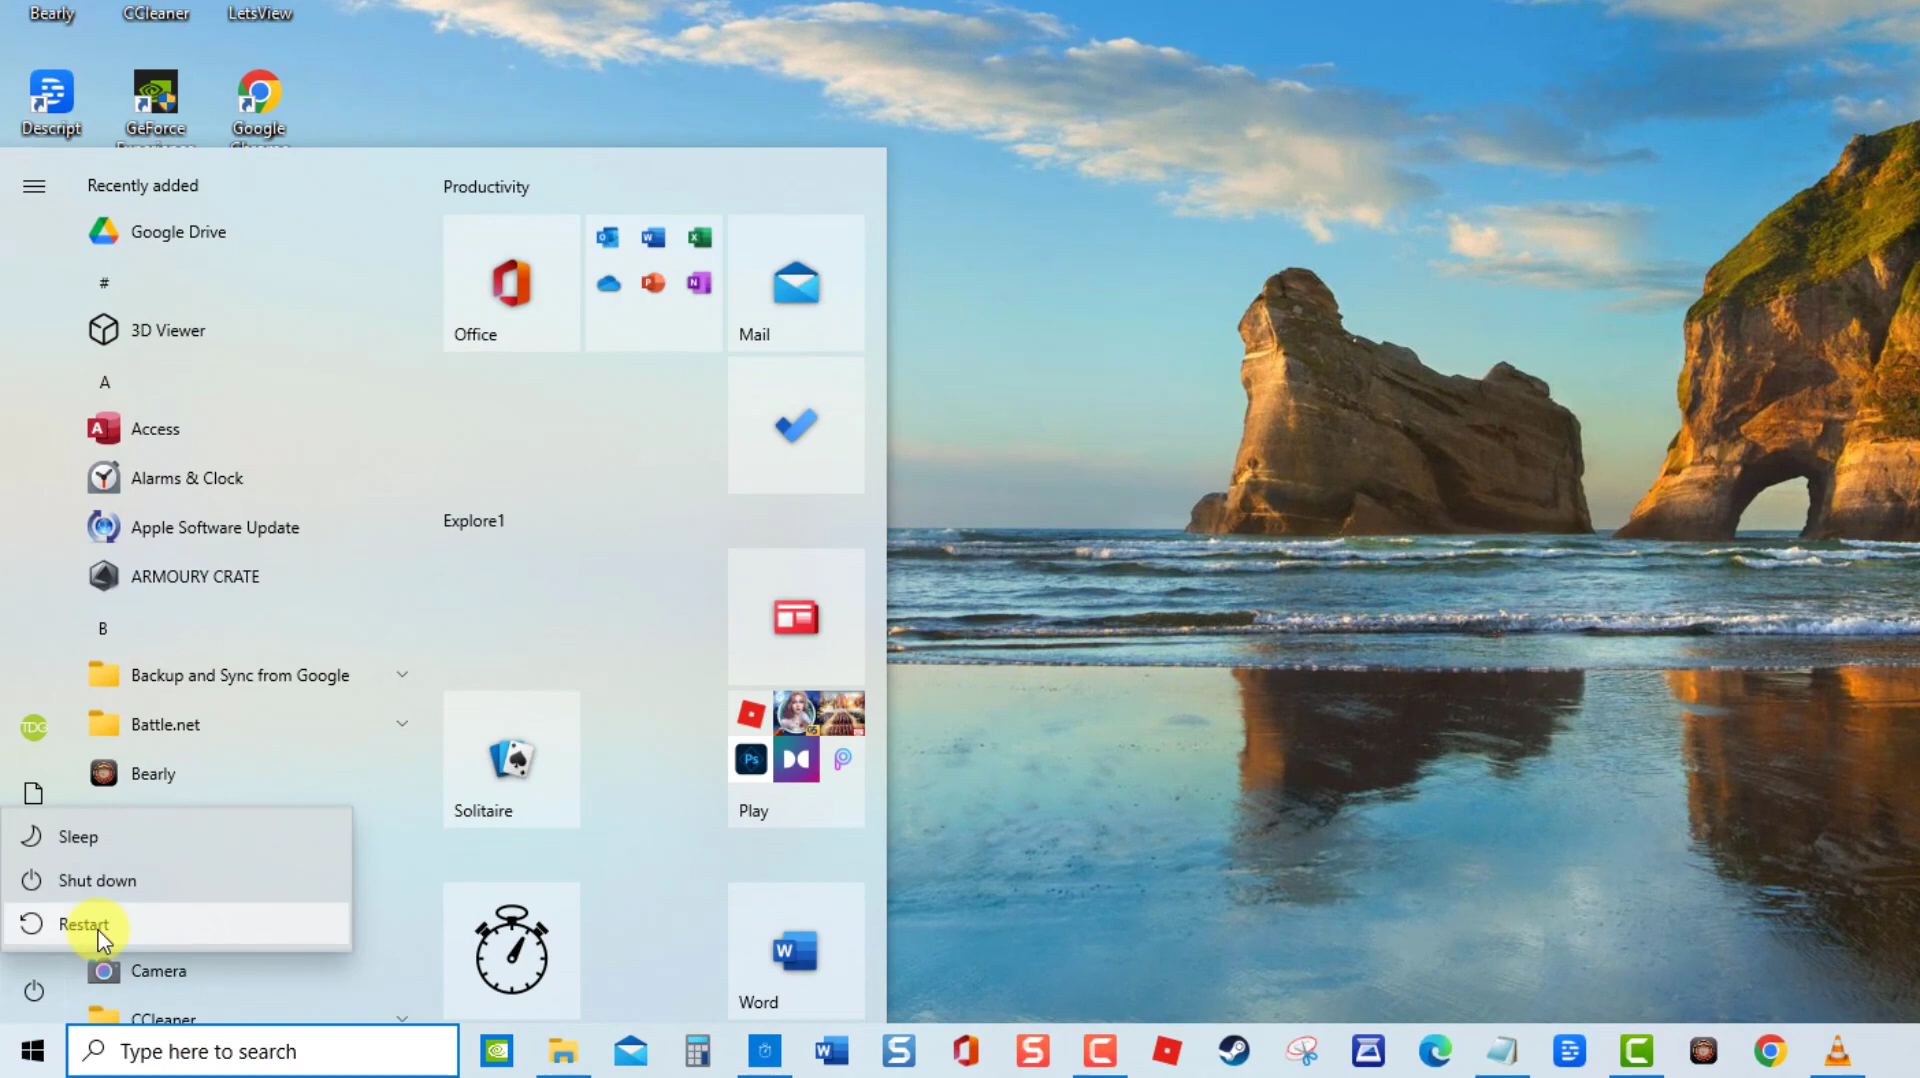 Bearly
CCleaner
LetsView
Descript
GeForce
Experience
Google
Chrome
Recently added
Google Drive
#
3D Viewer
A
Access
Alarms & Clock
Apple Software Update
ARMOURY CRATE
B
Backup and Sync from Google
Battle.net
Bearly
TDG
Sleep
Shut down
Restart
Camera
CCleaner
Productivity
Office
Mail
Explore1
Solitaire
Ps
Play
Word
Type here to search